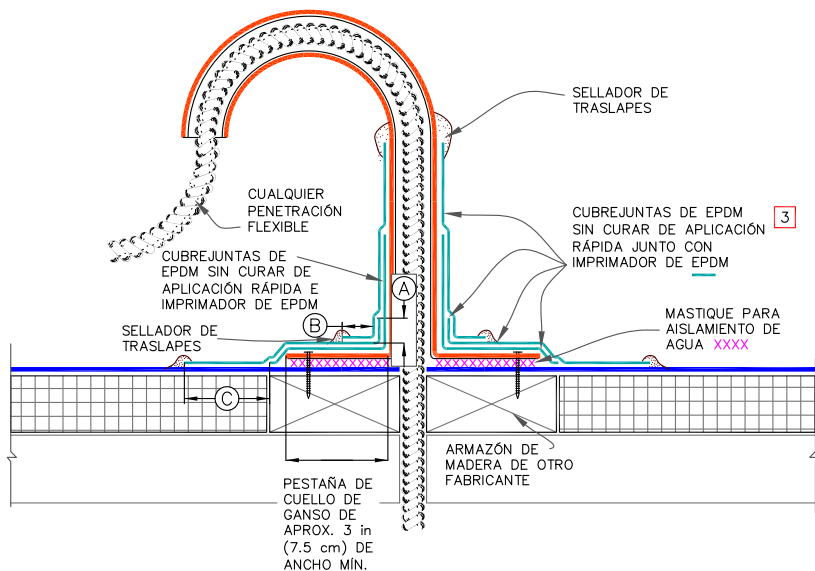 SELLADOR DE
TRASLAPES
CUALQUIER
PENETRACIÓN
FLEXIBLE
CUBREJUNTAS DE EPDM
SIN CURAR DE APLICACIÓN
RÁPIDA JUNTO CON
IMPRIMADOR DE EPDM
3
CUBREJUNTAS DE
EPDM SIN CURAR DE
APLICACIÓN RÁPIDA E
IMPRIMADOR DE EPDM
A
B
SELLADOR DE
TRASLAPES
MASTIQUE PARA
AISLAMIENTO DE
AGUA XXXX
C
ARMAZÓN DE
MADERA DE OTRO
FABRICANTE
PESTAÑA DE
CUELLO DE
GANSO DE
APROX. 3 in
(7.5 cm) DE
ANCHO MÍN.